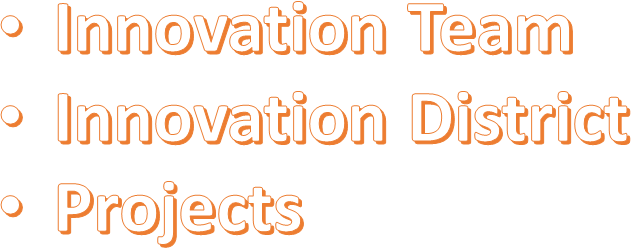 • Innovation Team
• Innovation District
• Projects